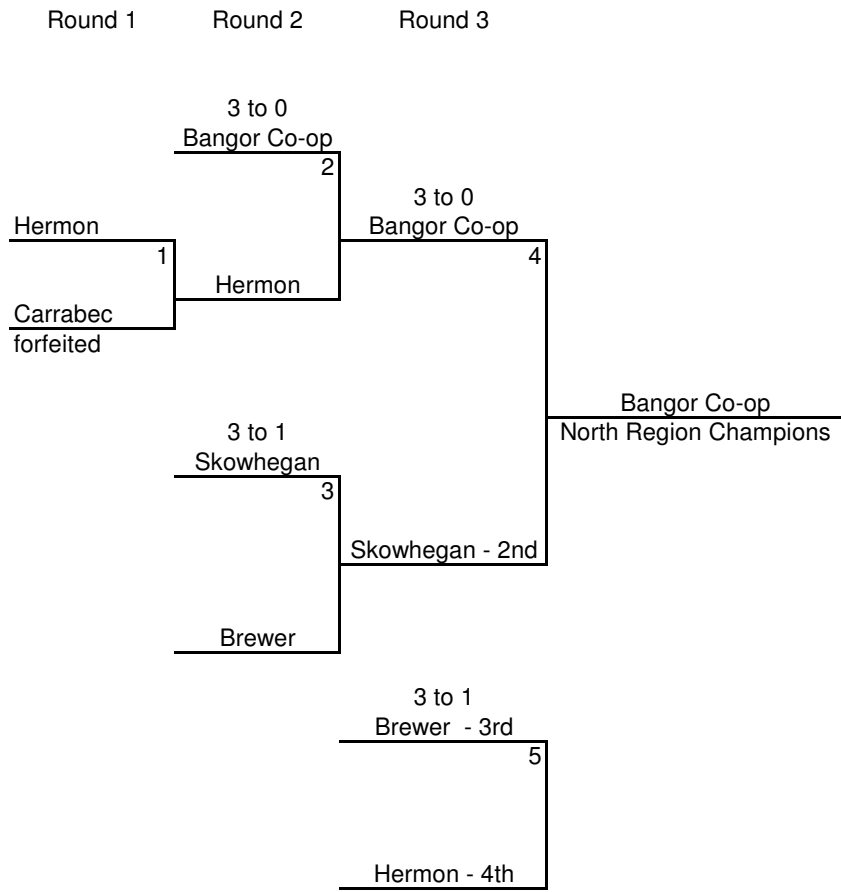 Round 1 Round 2 Round 3
3 to 0
Bangor Co-op
2
3 to 0
Hermon
Bangor Co-op
1
4
Hermon
Carrabec
forfeited
Bangor Co-op
3 to 1
North Region Champions
Skowhegan
3
Skowhegan - 2nd
Brewer
3 to 1
Brewer - 3rd
5
Hermon - 4th